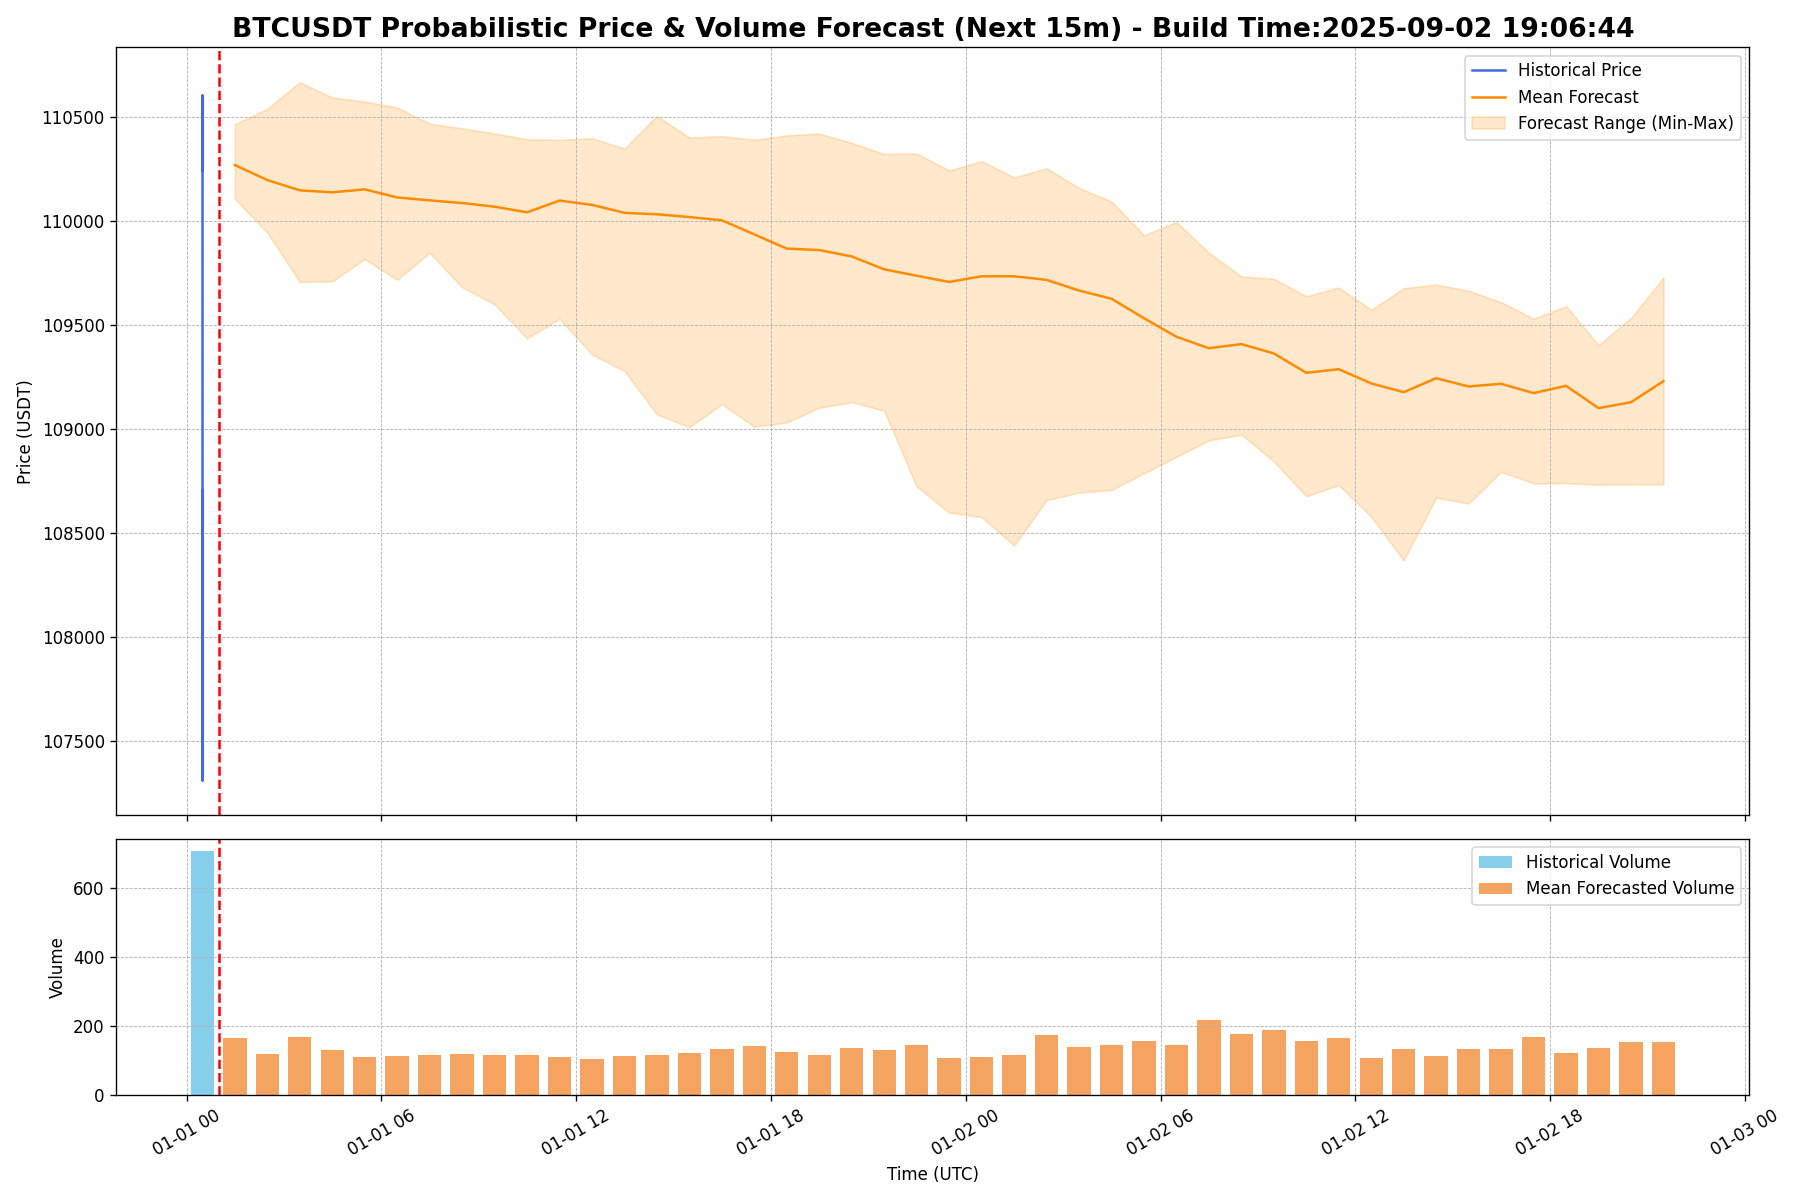 BTCUSDT Probabilistic Price & Volume Forecast (Next 15m) - Build Time:2025-09-02 19:06:44
Historical Price
Mean Forecast
Forecast Range (Min-Max)
Price (USDT)
110500
110000
109500
109000
108500
108000
107500
Historical Volume
Mean Forecasted Volume
Volume
600
400
200
0
01-01 00
01-01 06
01-01 12
01-01 18
01-02 00
01-02 06
01-02 12
01-02 18
01-03 00
Time (UTC)